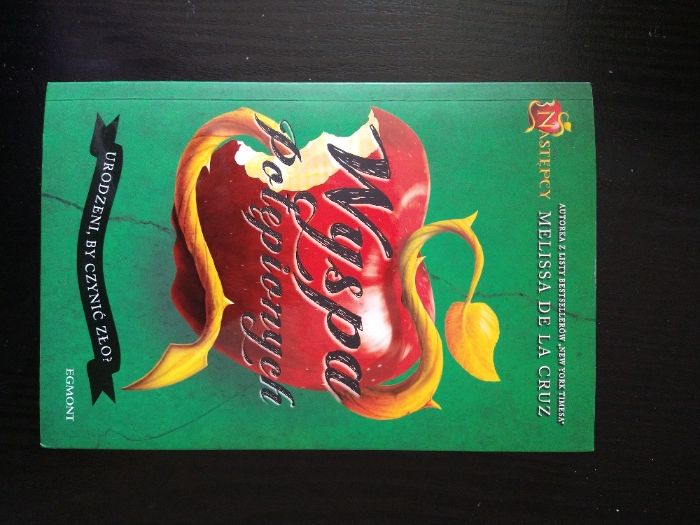 NASTĘPCY
AUTORKA Z LISTY BESTSELLERÓW „NEW YORK TIMESA”
MELISSA DE LA CRUZ
Wyspa
potępionych
URODZENI, BY CZYNIĆ ZŁO?
EGMONT